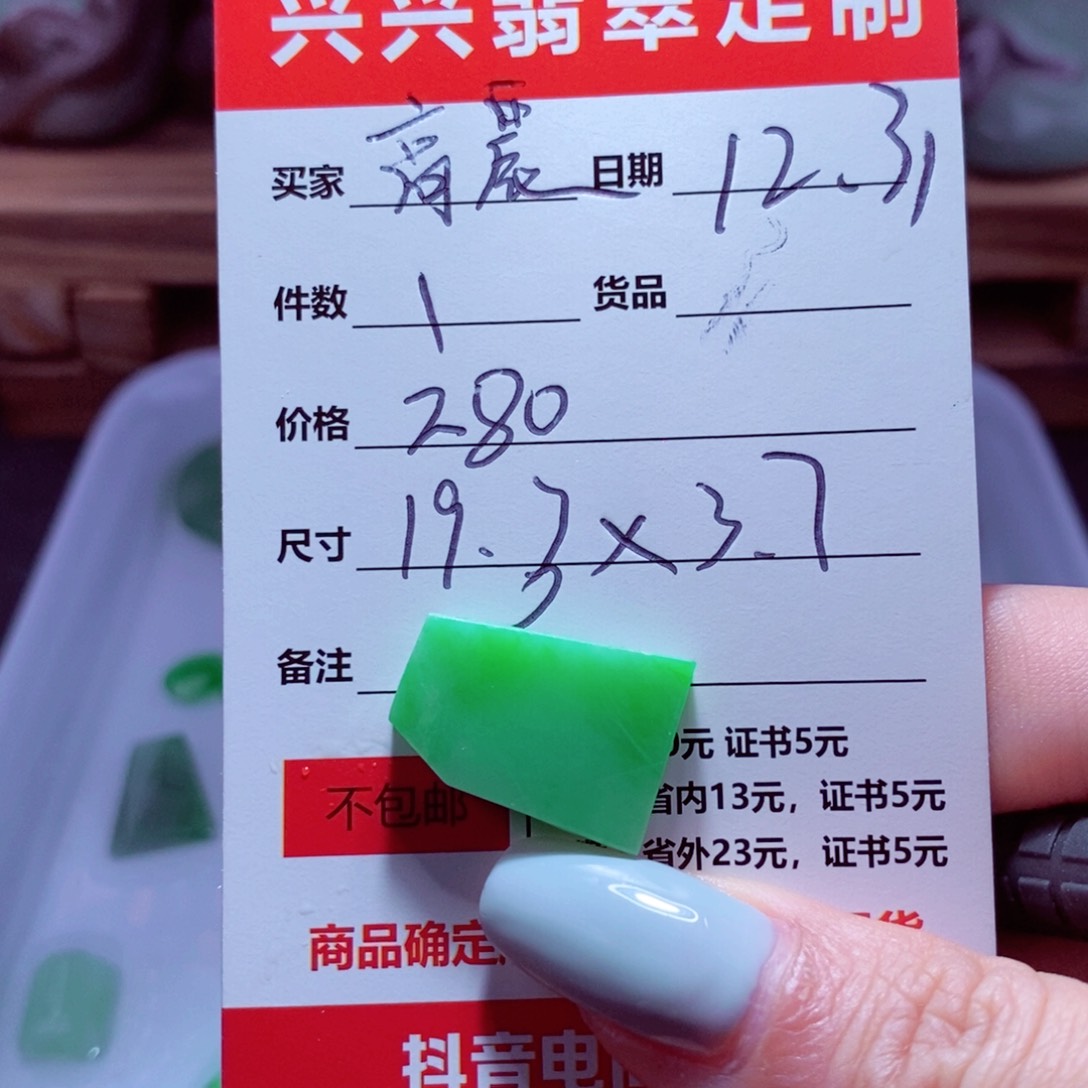 兴兴翡翠定制
买家 高晨 日期 12.31
件数 1 货品
价格 280
尺寸 19.3×3.7
备注
元 证书5元
不包邮 省内13元，证书5元
省外23元，证书5元
商品确定
抖音电